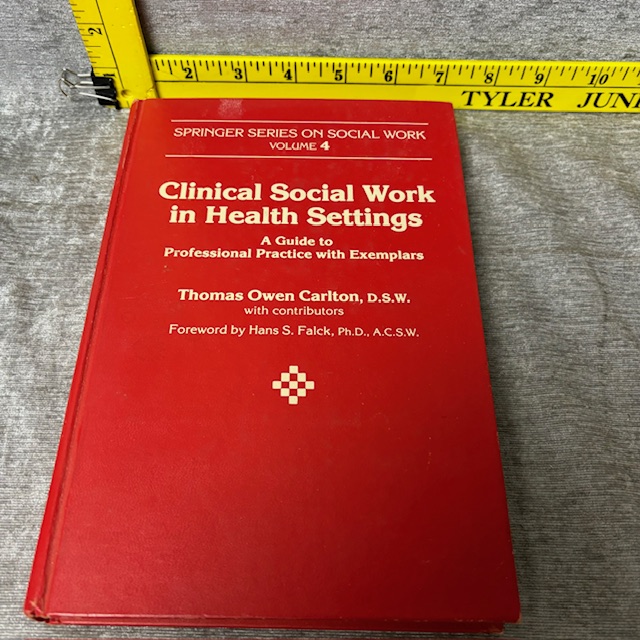 2
2 3 4 5 6 7 8 9 10
TYLER JUNI
SPRINGER SERIES ON SOCIAL WORK
VOLUME 4
Clinical Social Work
in Health Settings
A Guide to
Professional Practice with Exemplars
Thomas Owen Carlton, D.S.W.
with contributors
Foreword by Hans S. Falck, Ph.D., A.C.S.W.